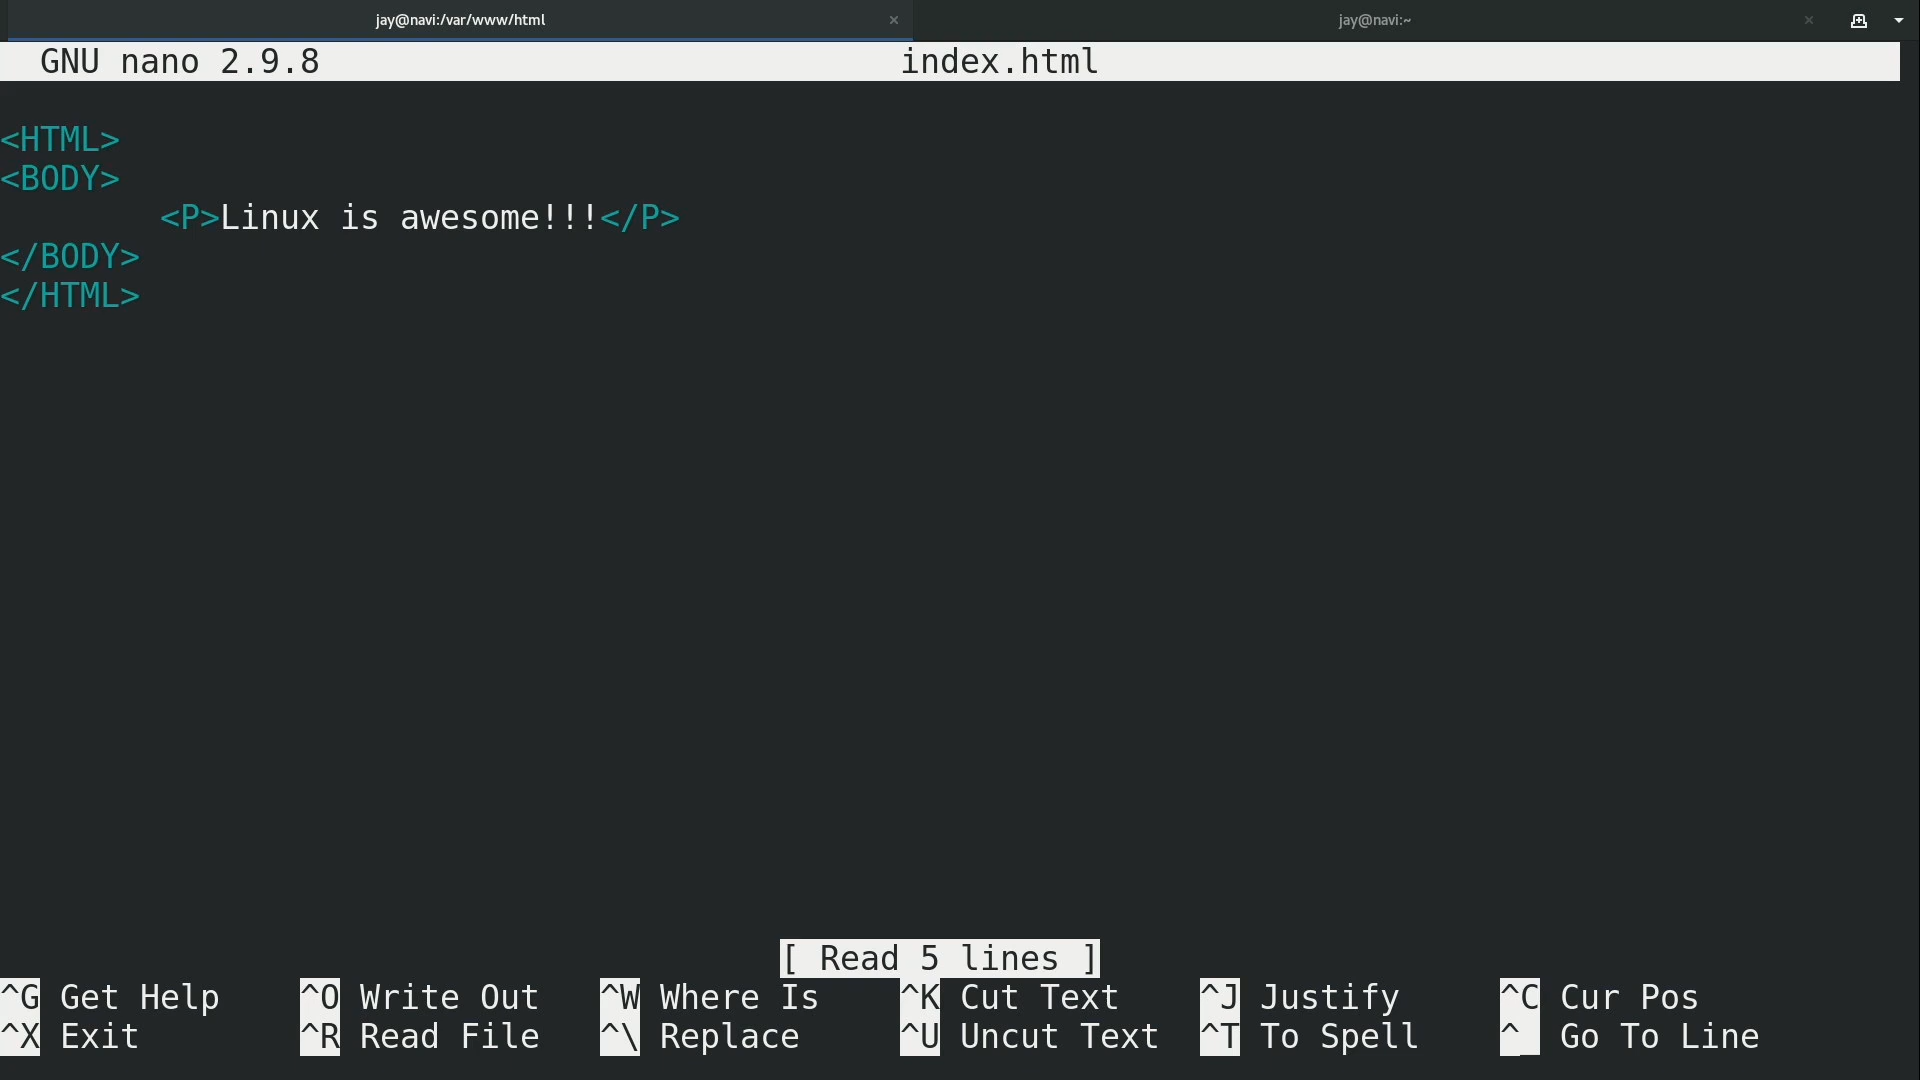 jay@navi:/var/www/html × jay@navi:~ ×
GNU nano 2.9.8 index.html
<HTML>
<BODY>
<P>Linux is awesome!!!</P>
</BODY>
</HTML>
[ Read 5 lines ]
^G Get Help ^O Write Out ^W Where Is ^K Cut Text ^J Justify ^C Cur Pos
^X Exit ^R Read File ^\ Replace ^U Uncut Text ^T To Spell ^_ Go To Line